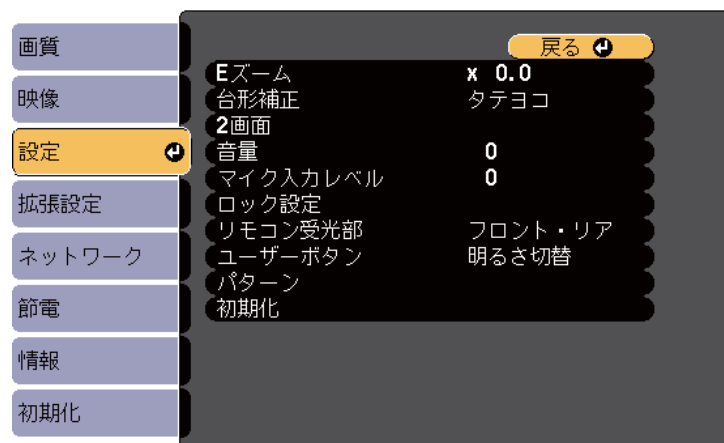 画質
映像
設定
拡張設定
ネットワーク
節電
情報
初期化
戻る
Eズーム x 0.0
台形補正 タテヨコ
2画面
音量 0
マイク入力レベル 0
ロック設定
リモコン受光部 フロント・リア
ユーザーボタン 明るさ切替
パターン
初期化